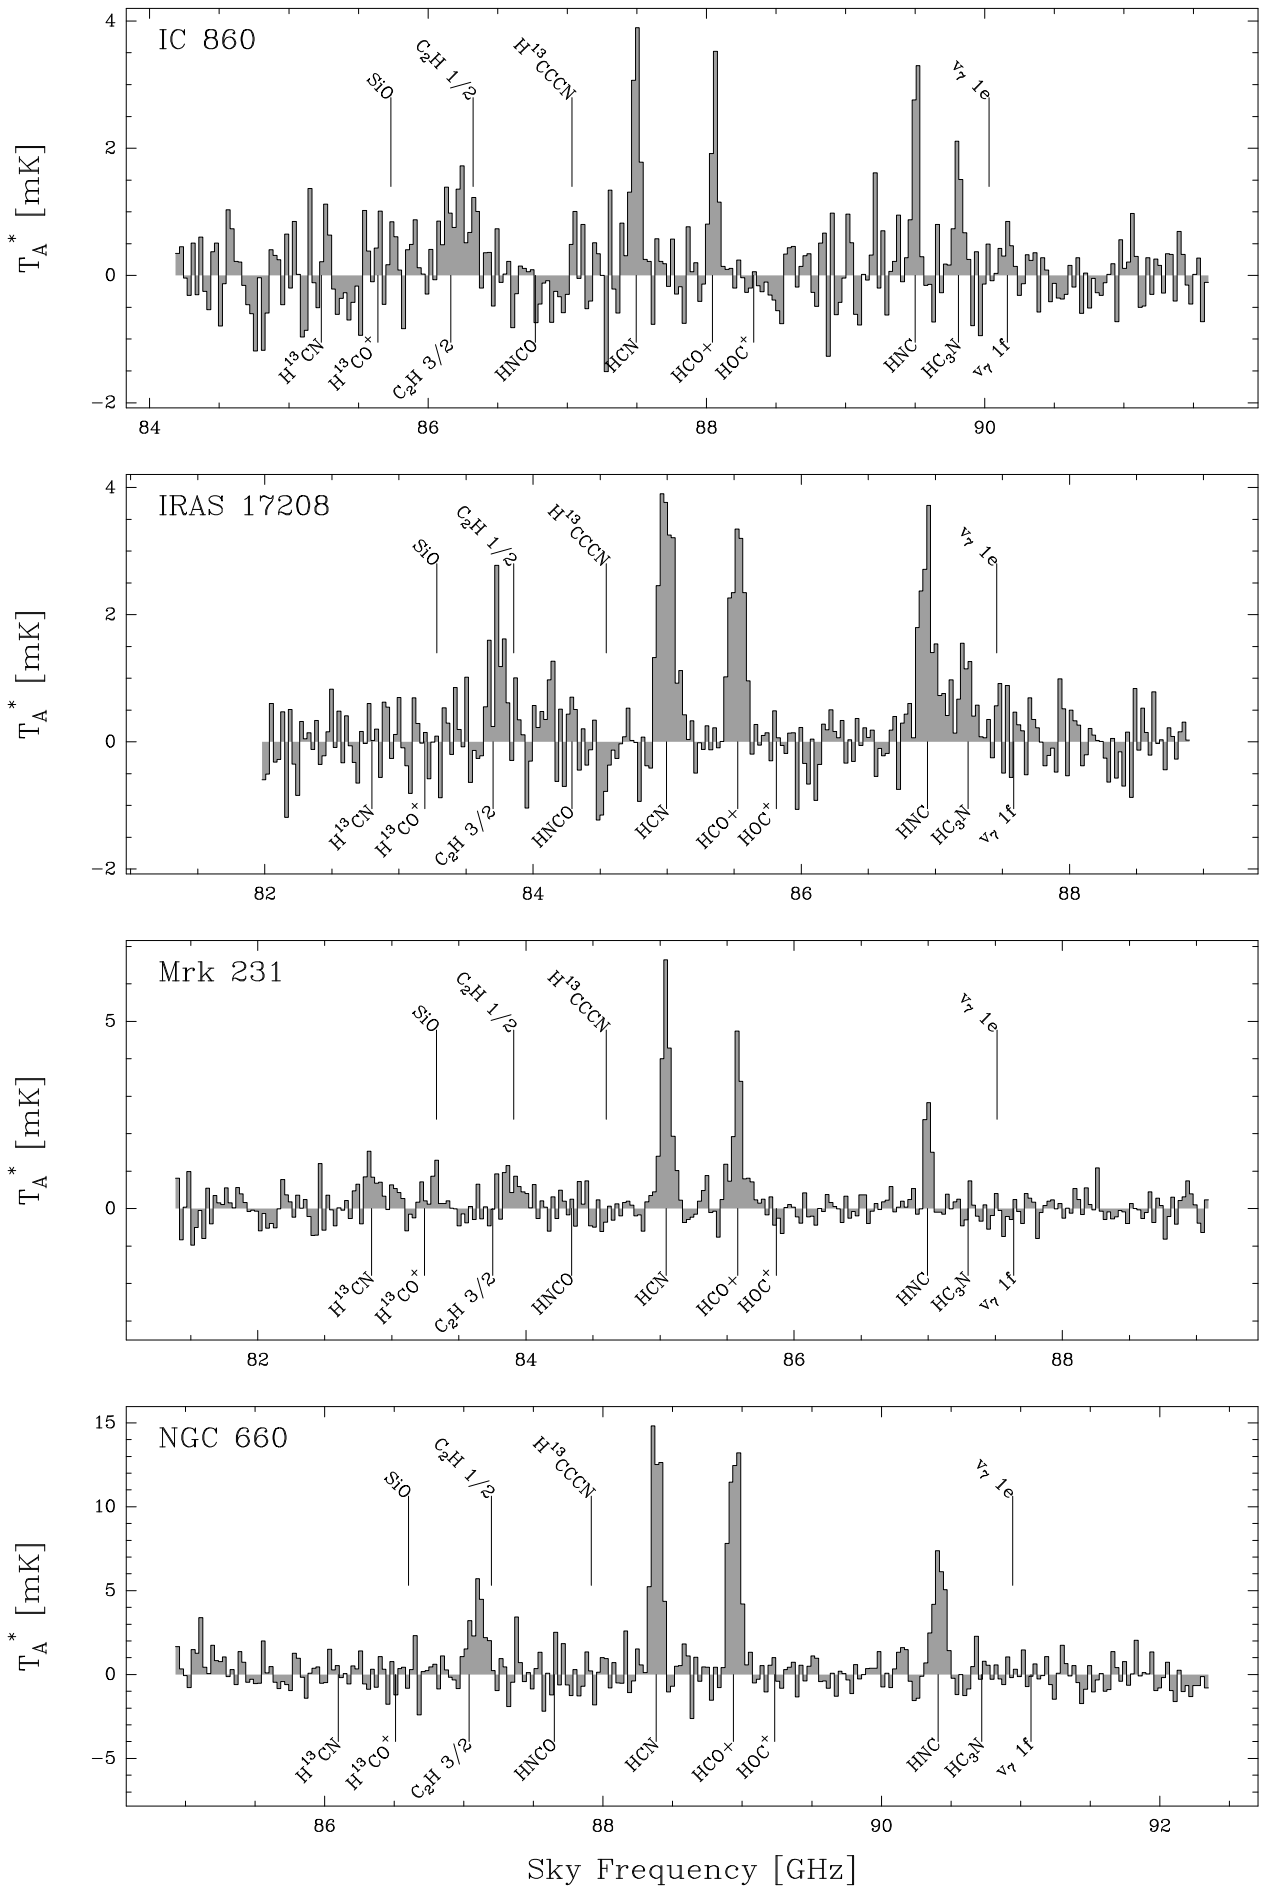 IC 860
SiO C₂H 1/2 H¹³CCCN v₇ 1e
4
2
0
−2
T_A* [mK]
H¹³CN H¹³CO⁺ C₂H 3/2 HNCO HCN HCO+ HOC⁺ HNC HC₃N v₇ 1f
84 86 88 90
IRAS 17208
SiO C₂H 1/2 H¹³CCCN v₇ 1e
4
2
0
−2
T_A* [mK]
H¹³CN H¹³CO⁺ C₂H 3/2 HNCO HCN HCO+ HOC⁺ HNC HC₃N v₇ 1f
82 84 86 88
Mrk 231
SiO C₂H 1/2 H¹³CCCN v₇ 1e
5
0
T_A* [mK]
H¹³CN H¹³CO⁺ C₂H 3/2 HNCO HCN HCO+ HOC⁺ HNC HC₃N v₇ 1f
82 84 86 88
NGC 660
SiO C₂H 1/2 H¹³CCCN v₇ 1e
15
10
5
0
−5
T_A* [mK]
H¹³CN H¹³CO⁺ C₂H 3/2 HNCO HCN HCO+ HOC⁺ HNC HC₃N v₇ 1f
86 88 90 92
Sky Frequency [GHz]